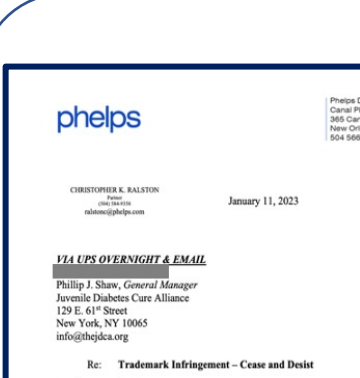 phelps
Phelps D
Canal Pl
365 Can
New Orl
504 566
CHRISTOPHER K. RALSTON
Partner
(504) 584-9358
ralstonc@phelps.com
January 11, 2023
VIA UPS OVERNIGHT & EMAIL
Phillip J. Shaw, General Manager
Juvenile Diabetes Cure Alliance
129 E. 61st Street
New York, NY 10065
info@thejdca.org
Re: Trademark Infringement – Cease and Desist